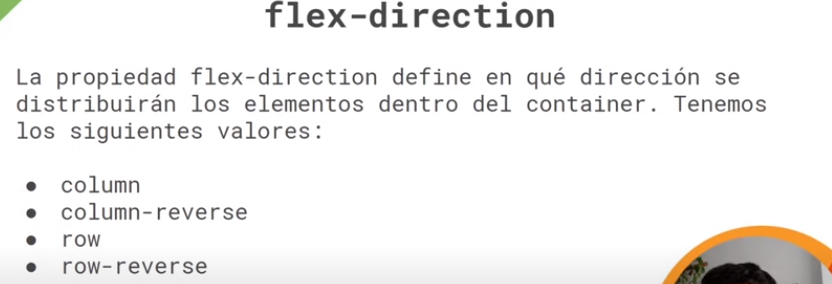 flex-direction
La propiedad flex-direction define en qué dirección se
distribuirán los elementos dentro del container. Tenemos
los siguientes valores:
● column
● column-reverse
● row
● row-reverse